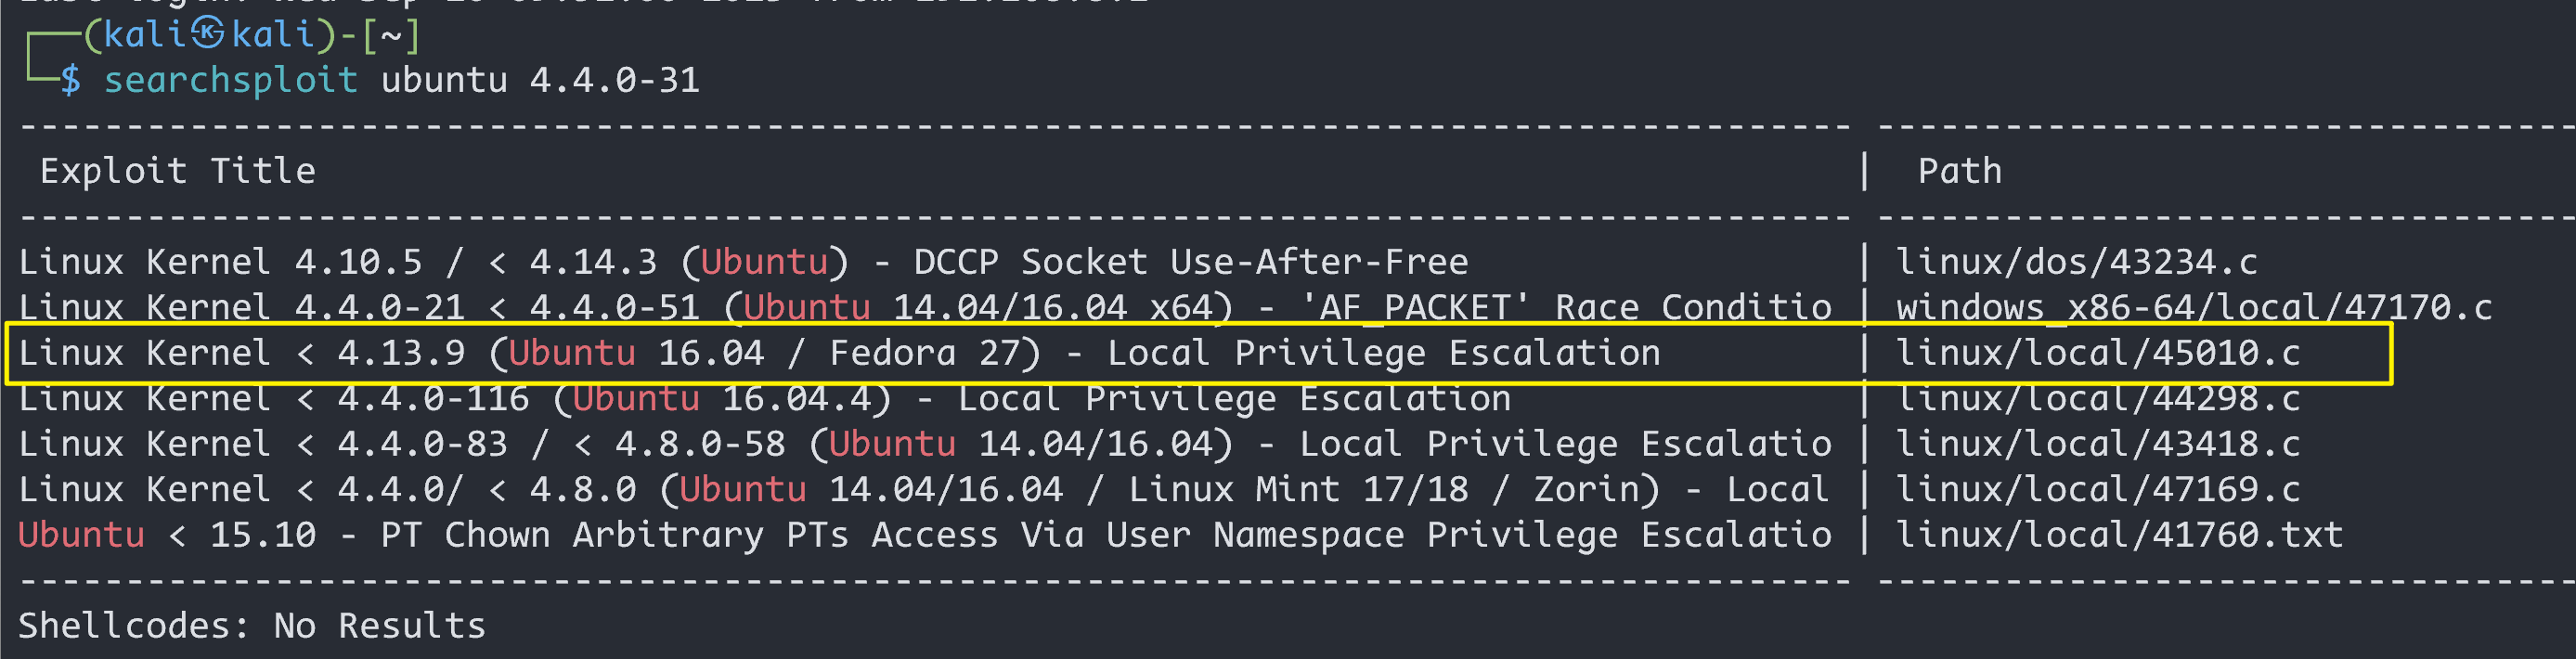 ┌──(kali㉿kali)-[~]
└─$ searchsploit ubuntu 4.4.0-31
Exploit Title | Path
Linux Kernel 4.10.5 / < 4.14.3 (Ubuntu) - DCCP Socket Use-After-Free | linux/dos/43234.c
Linux Kernel 4.4.0-21 < 4.4.0-51 (Ubuntu 14.04/16.04 x64) - 'AF_PACKET' Race Conditio | windows_x86-64/local/47170.c
Linux Kernel < 4.13.9 (Ubuntu 16.04 / Fedora 27) - Local Privilege Escalation | linux/local/45010.c
Linux Kernel < 4.4.0-116 (Ubuntu 16.04.4) - Local Privilege Escalation | linux/local/44298.c
Linux Kernel < 4.4.0-83 / < 4.8.0-58 (Ubuntu 14.04/16.04) - Local Privilege Escalatio | linux/local/43418.c
Linux Kernel < 4.4.0/ < 4.8.0 (Ubuntu 14.04/16.04 / Linux Mint 17/18 / Zorin) - Local | linux/local/47169.c
Ubuntu < 15.10 - PT Chown Arbitrary PTs Access Via User Namespace Privilege Escalatio | linux/local/41760.txt
Shellcodes: No Results